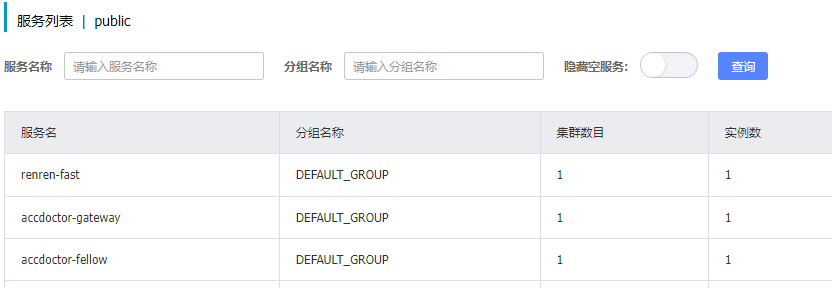 服务列表 | public
服务名称 请输入服务名称 分组名称 请输入分组名称 隐藏空服务: 查询
服务名 分组名称 集群数目 实例数
renren-fast DEFAULT_GROUP 1 1
accdoctor-gateway DEFAULT_GROUP 1 1
accdoctor-fellow DEFAULT_GROUP 1 1